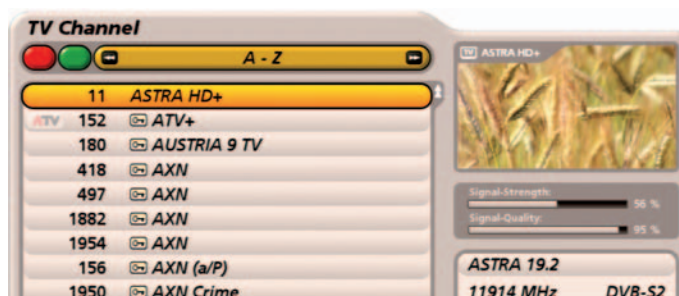 TV Channel
A - Z
11 ASTRA HD+
ATV 152 ATV+
180 AUSTRIA 9 TV
418 AXN
497 AXN
1882 AXN
1954 AXN
156 AXN (a/P)
1950 AXN Crime
TV ASTRA HD+
Signal-Strength:
56 %
Signal-Quality:
95 %
ASTRA 19.2
11914 MHz DVB-S2